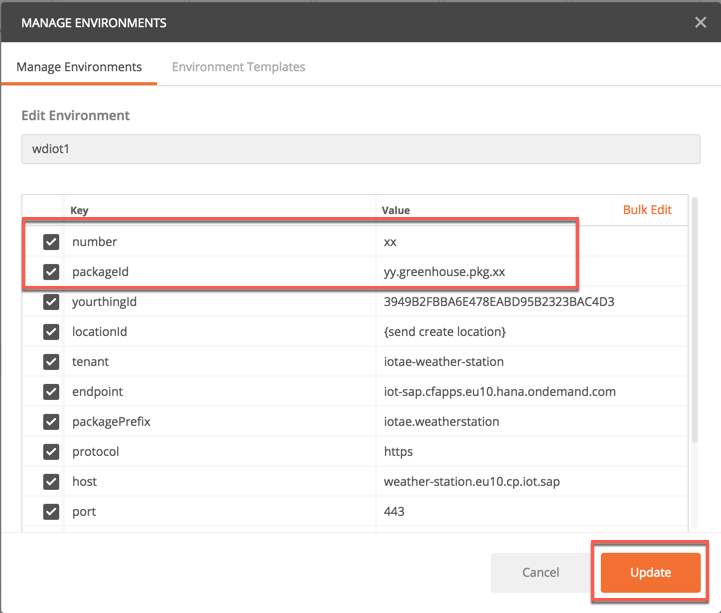 MANAGE ENVIRONMENTS
Manage Environments Environment Templates
Edit Environment
wdiot1
Key Value Bulk Edit
number xx
packageId yy.greenhouse.pkg.xx
yourthingId 3949B2FBBA6E478EABD95B2323BAC4D3
locationId {send create location}
tenant iotae-weather-station
endpoint iot-sap.cfapps.eu10.hana.ondemand.com
packagePrefix iotae.weatherstation
protocol https
host weather-station.eu10.cp.iot.sap
port 443
Cancel Update